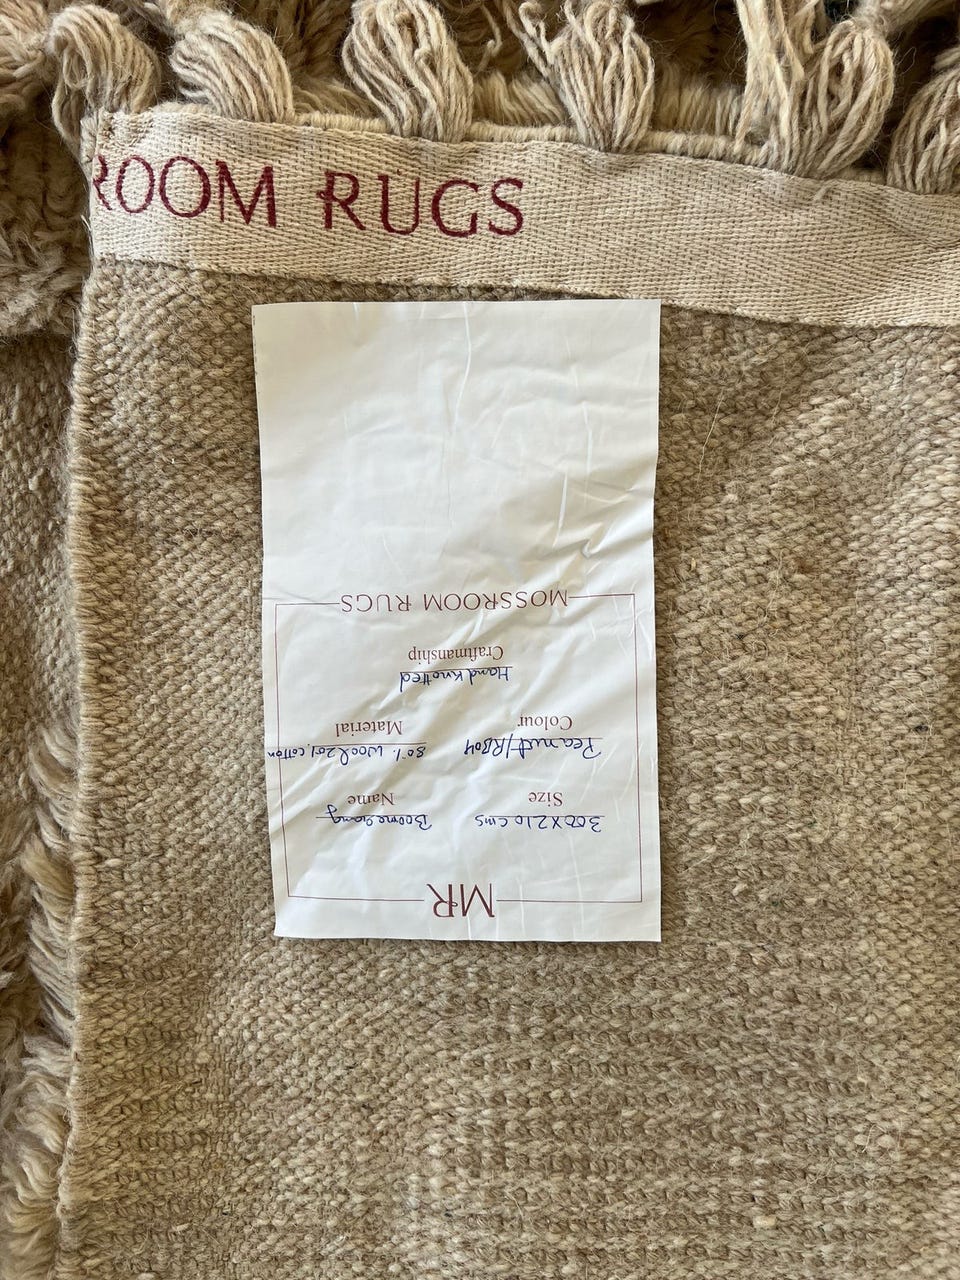 ROOM RUGS
MR
300X210 cms Boomerang
Size Name
Peanut/RB04 80% Wool 20% cotton
Colour Material
Hand knotted
Craftmanship
MOSSROOM RUGS